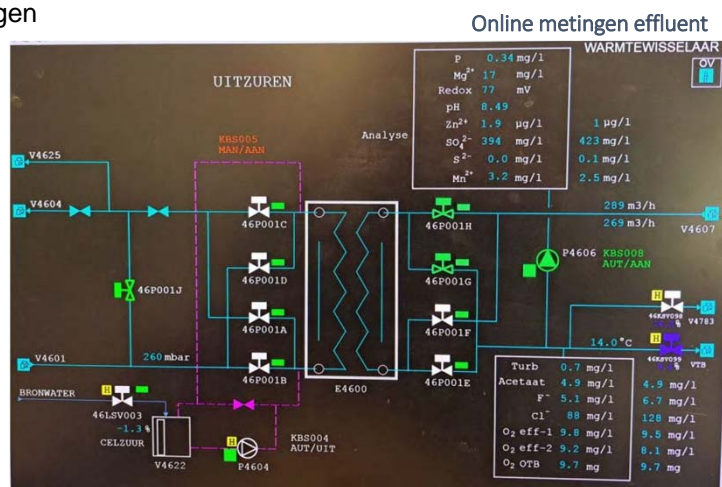 gen
Online metingen effluent
WARMTEWISSELAAR
OV
UITZUREN
P 0.34 mg/l
Mg2+ 17 mg/l
Redox 77 mV
pH 8.49
Analyse
Zn2+ 1.9 µg/l 1 µg/l
SO4 2- 394 mg/l 423 mg/l
S2- 0.0 mg/l 0.1 mg/l
Mn2+ 3.2 mg/l 2.5 mg/l
KBS005
MAN/AAN
V4625
V4604
46P001C
46P001H
289 m3/h
269 m3/h
V4607
46P001D
46P001G
P4606
KBS008
AUT/AAN
46P001J
46P001A
46P001F
H
46KSV098
%
V4783
V4601
260 mbar
46P001B
E4600
46P001E
14.0 °C
H
46KSV099
%
VTB
BRONWATER
H
46LSV003
-1.3 %
CELZUUR
V4622
H
P4604
KBS004
AUT/UIT
Turb 0.7 mg/l
Acetaat 4.9 mg/l 4.9 mg/l
F- 5.1 mg/l 6.7 mg/l
Cl- 88 mg/l 128 mg/l
O2 eff-1 9.8 mg/l 9.5 mg/l
O2 eff-2 9.2 mg/l 8.1 mg/l
O2 OTB 9.7 mg 9.7 mg